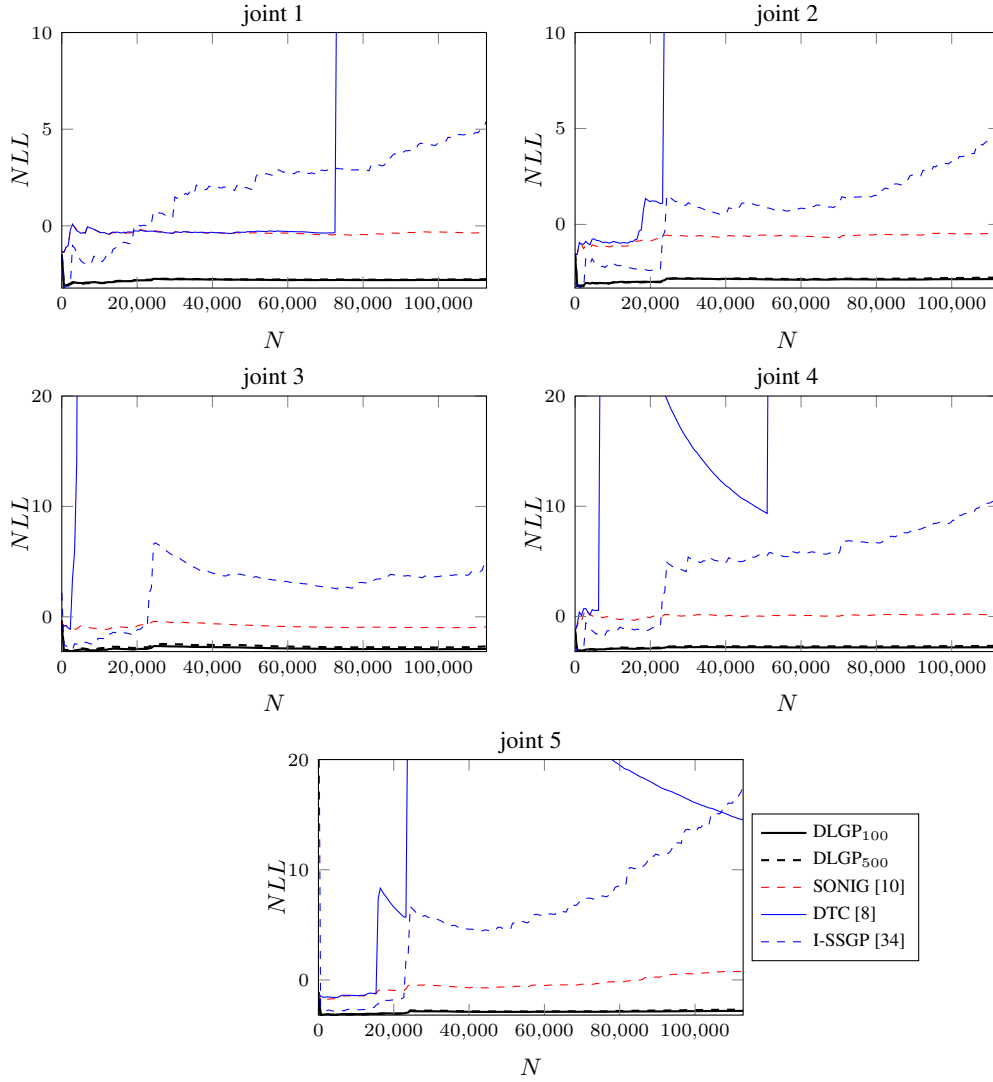 joint 1
10
5
0
NLL
0
20,000
40,000
60,000
80,000
100,000
N
joint 2
10
5
0
NLL
0
20,000
40,000
60,000
80,000
100,000
N
joint 3
20
10
0
NLL
0
20,000
40,000
60,000
80,000
100,000
N
joint 4
20
10
0
NLL
0
20,000
40,000
60,000
80,000
100,000
N
joint 5
20
10
0
NLL
0
20,000
40,000
60,000
80,000
100,000
N
DLGP₁₀₀
DLGP₅₀₀
SONIG [10]
DTC [8]
I-SSGP [34]